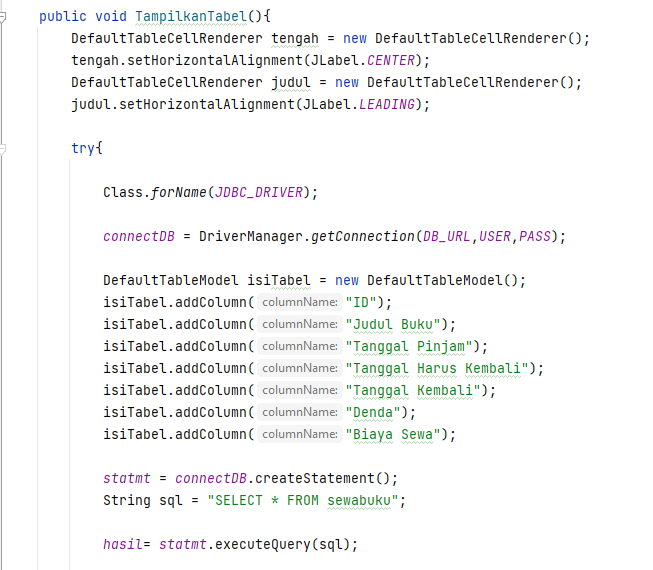 public void TampilkanTabel(){
DefaultTableCellRenderer tengah = new DefaultTableCellRenderer();
tengah.setHorizontalAlignment(JLabel.CENTER);
DefaultTableCellRenderer judul = new DefaultTableCellRenderer();
judul.setHorizontalAlignment(JLabel.LEADING);
try{
Class.forName(JDBC_DRIVER);
connectDB = DriverManager.getConnection(DB_URL,USER,PASS);
DefaultTableModel isiTabel = new DefaultTableModel();
isiTabel.addColumn( columnName: "ID");
isiTabel.addColumn( columnName: "Judul Buku");
isiTabel.addColumn( columnName: "Tanggal Pinjam");
isiTabel.addColumn( columnName: "Tanggal Harus Kembali");
isiTabel.addColumn( columnName: "Tanggal Kembali");
isiTabel.addColumn( columnName: "Denda");
isiTabel.addColumn( columnName: "Biaya Sewa");
statmt = connectDB.createStatement();
String sql = "SELECT * FROM sewabuku";
hasil= statmt.executeQuery(sql);